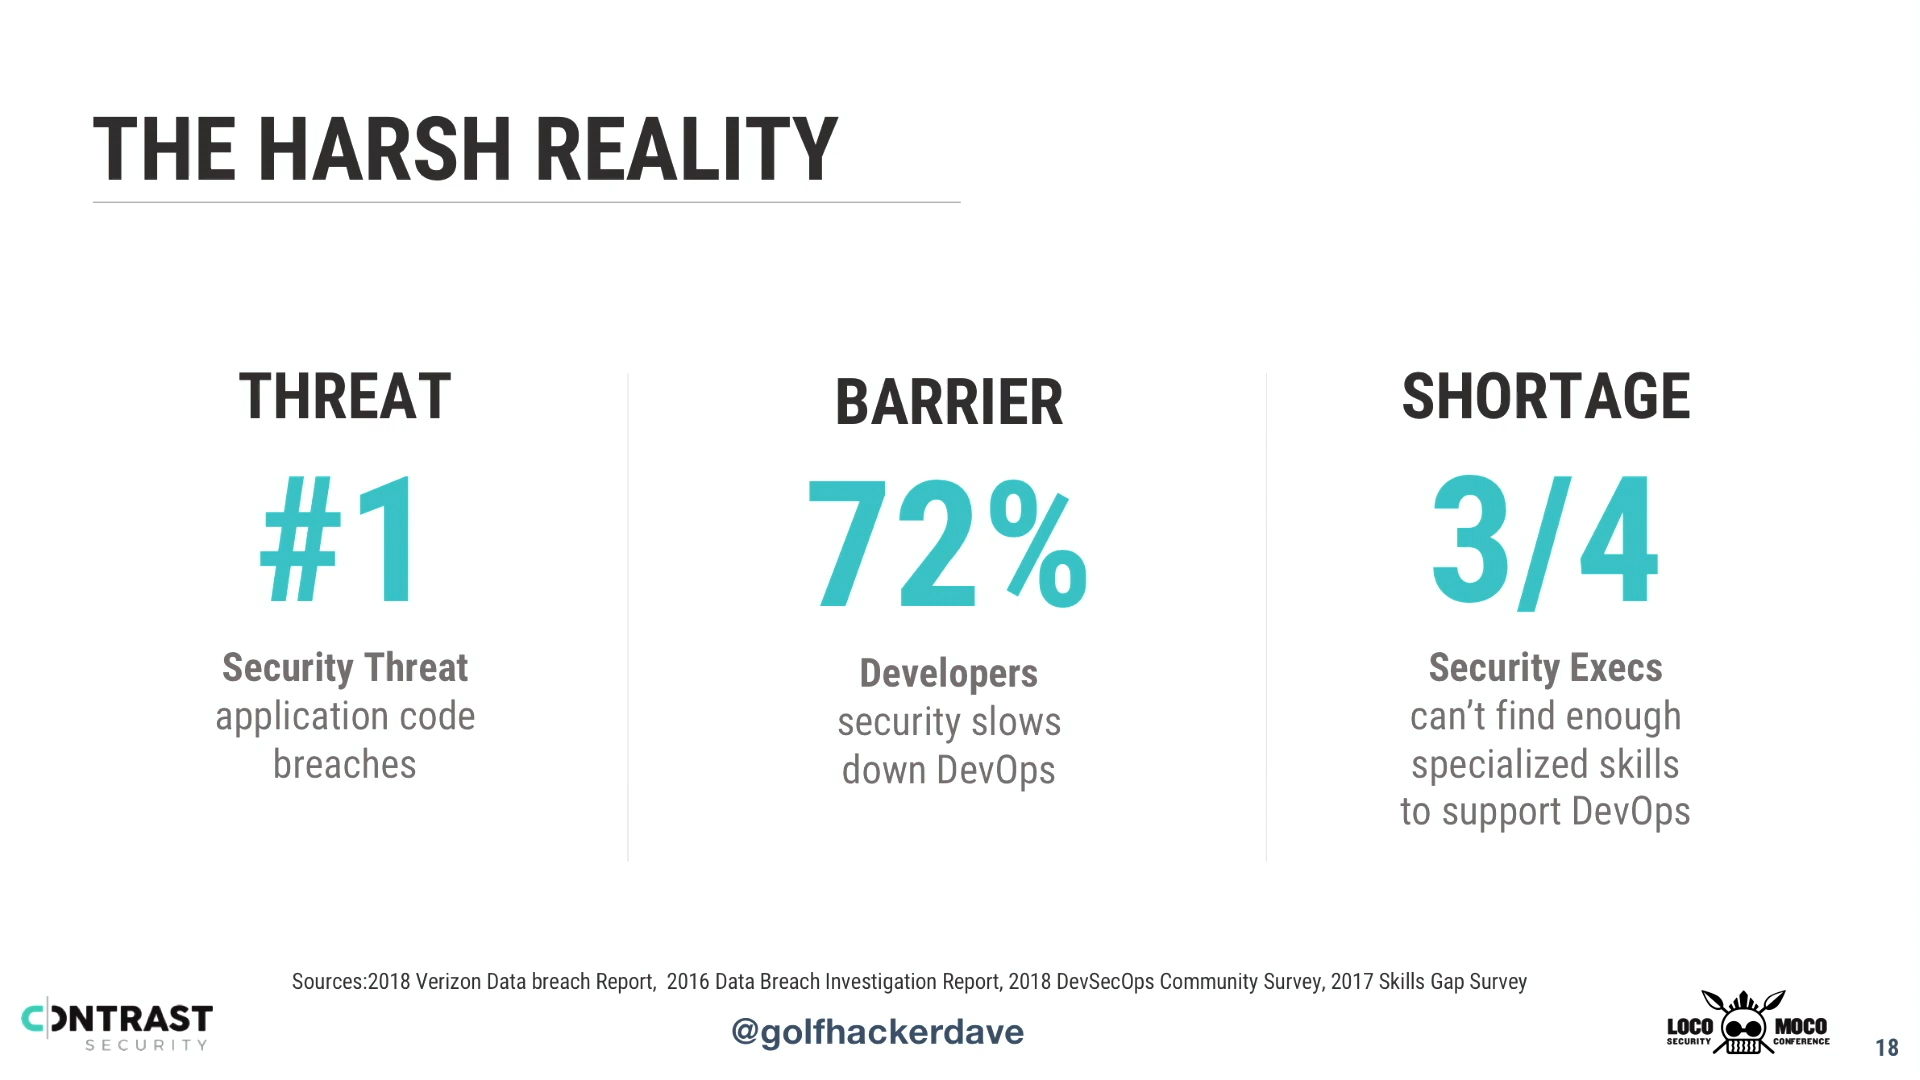 THE HARSH REALITY
THREAT
#1
Security Threat
application code
breaches
BARRIER
72%
Developers
security slows
down DevOps
SHORTAGE
3/4
Security Execs
can’t find enough
specialized skills
to support DevOps
Sources:2018 Verizon Data breach Report,  2016 Data Breach Investigation Report, 2018 DevSecOps Community Survey, 2017 Skills Gap Survey
CONTRAST
SECURITY
@golfhackerdave
LOCO MOCO
SECURITY CONFERENCE
18